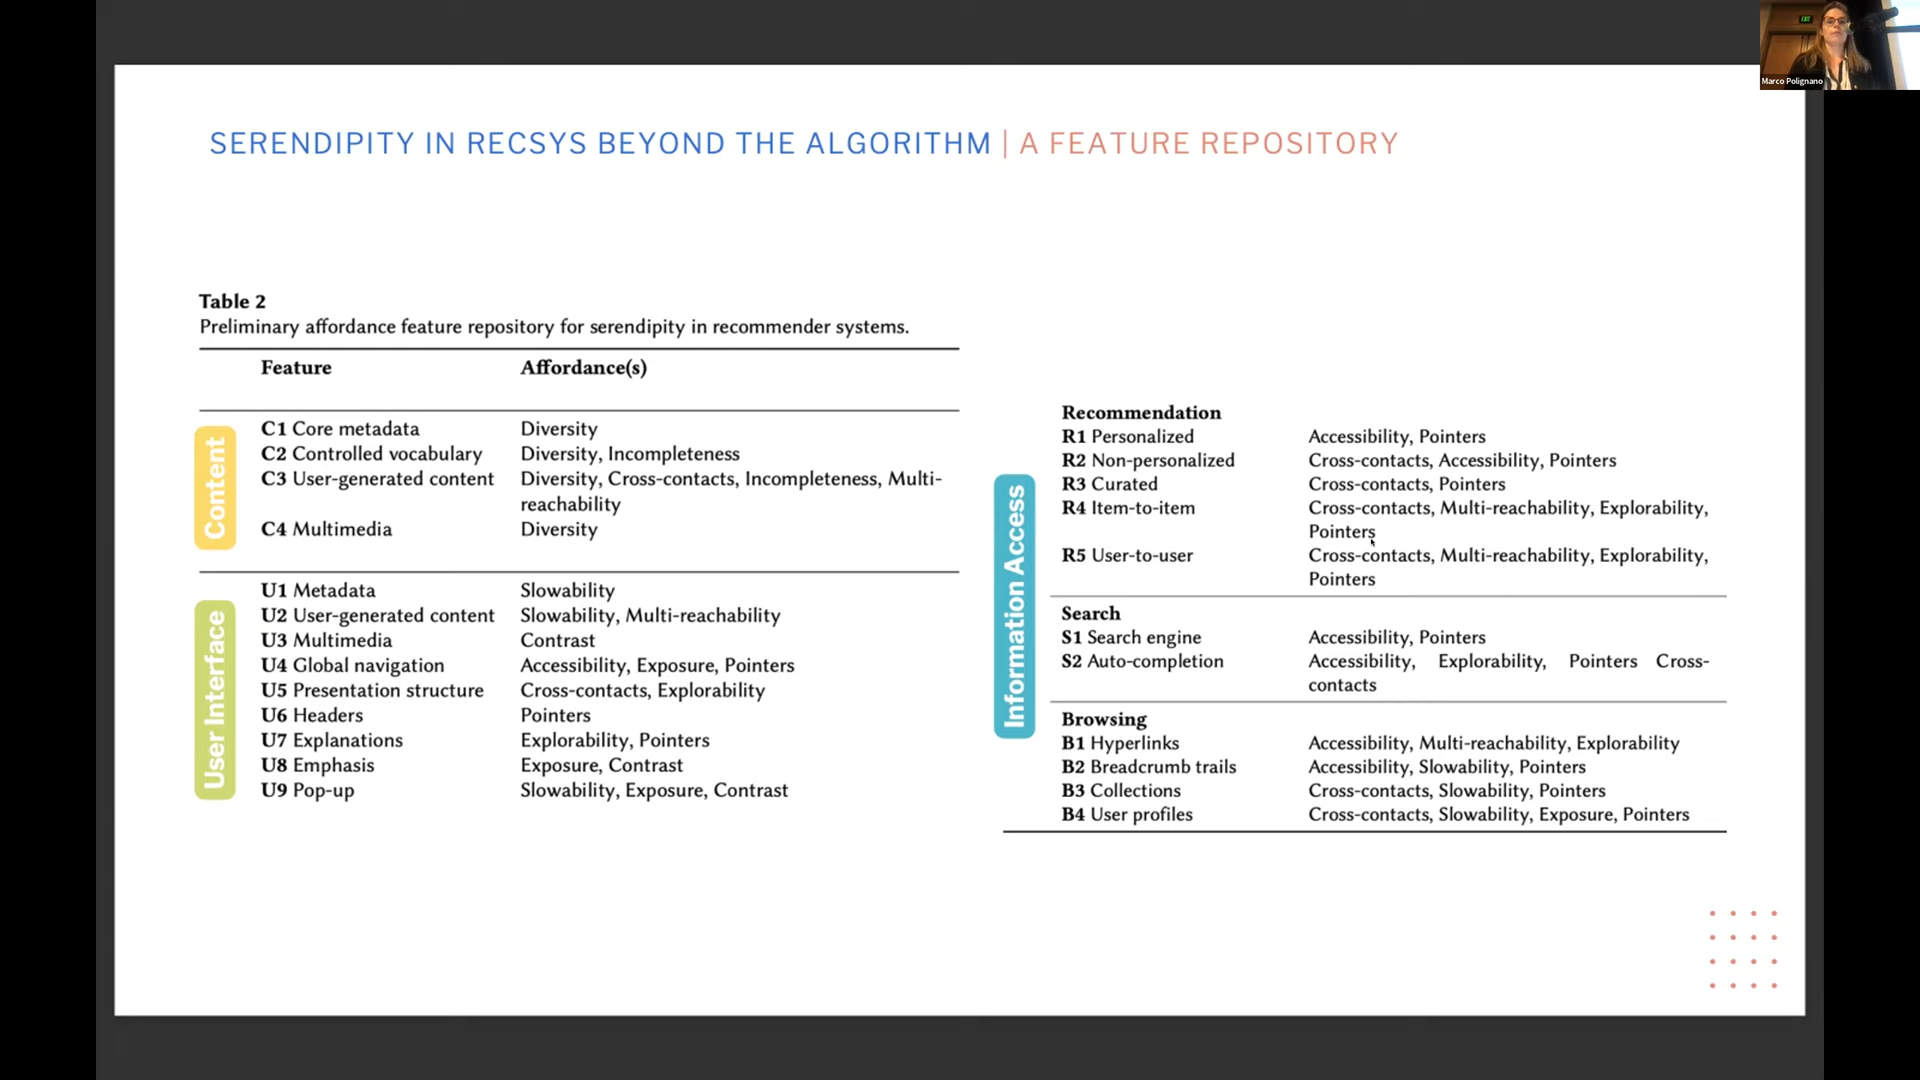 EXIT
Marco Polignano
SERENDIPITY IN RECSYS BEYOND THE ALGORITHM | A FEATURE REPOSITORY
Table 2
Preliminary affordance feature repository for serendipity in recommender systems.
Feature Affordance(s)
Content
C1 Core metadata Diversity
C2 Controlled vocabulary Diversity, Incompleteness
C3 User-generated content Diversity, Cross-contacts, Incompleteness, Multi-
reachability
C4 Multimedia Diversity
User Interface
U1 Metadata Slowability
U2 User-generated content Slowability, Multi-reachability
U3 Multimedia Contrast
U4 Global navigation Accessibility, Exposure, Pointers
U5 Presentation structure Cross-contacts, Explorability
U6 Headers Pointers
U7 Explanations Explorability, Pointers
U8 Emphasis Exposure, Contrast
U9 Pop-up Slowability, Exposure, Contrast
Information Access
Recommendation
R1 Personalized Accessibility, Pointers
R2 Non-personalized Cross-contacts, Accessibility, Pointers
R3 Curated Cross-contacts, Pointers
R4 Item-to-item Cross-contacts, Multi-reachability, Explorability,
Pointers
R5 User-to-user Cross-contacts, Multi-reachability, Explorability,
Pointers
Search
S1 Search engine Accessibility, Pointers
S2 Auto-completion Accessibility, Explorability, Pointers Cross-
contacts
Browsing
B1 Hyperlinks Accessibility, Multi-reachability, Explorability
B2 Breadcrumb trails Accessibility, Slowability, Pointers
B3 Collections Cross-contacts, Slowability, Pointers
B4 User profiles Cross-contacts, Slowability, Exposure, Pointers